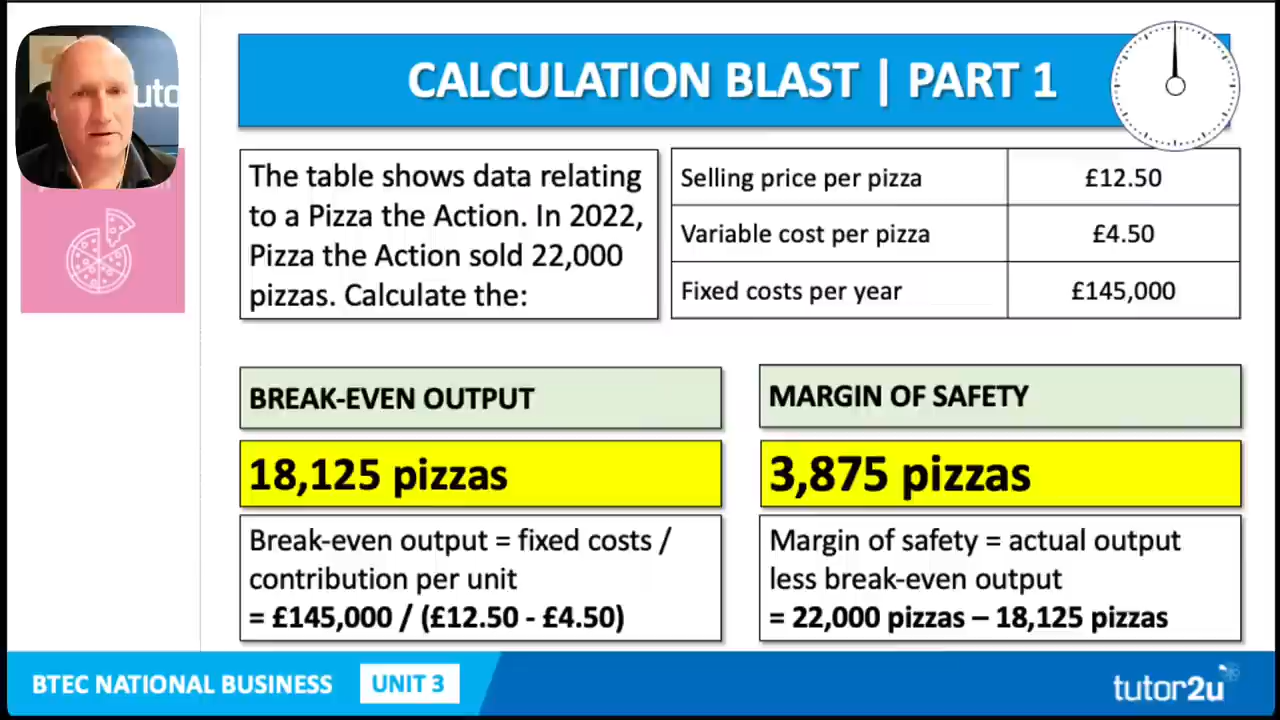 CALCULATION BLAST | PART 1
uto
The table shows data relating
to a Pizza the Action. In 2022,
Pizza the Action sold 22,000
pizzas. Calculate the:
Selling price per pizza £12.50
Variable cost per pizza £4.50
Fixed costs per year £145,000
BREAK-EVEN OUTPUT
18,125 pizzas
Break-even output = fixed costs /
contribution per unit
= £145,000 / (£12.50 - £4.50)
MARGIN OF SAFETY
3,875 pizzas
Margin of safety = actual output
less break-even output
= 22,000 pizzas – 18,125 pizzas
BTEC NATIONAL BUSINESS UNIT 3
tutor2u